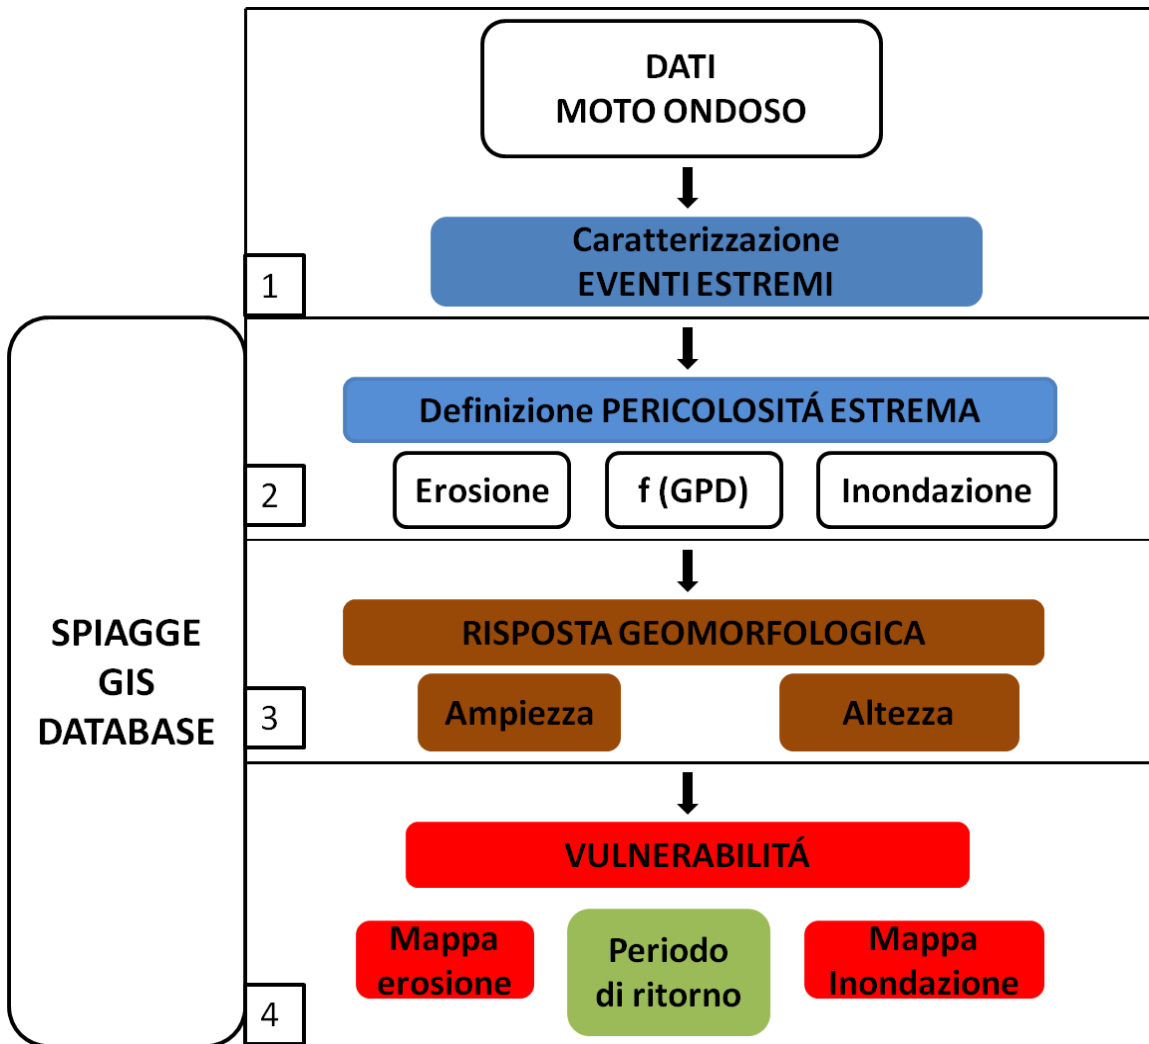 DATI
MOTO ONDOSO
Caratterizzazione
EVENTI ESTREMI
1
Definizione PERICOLOSITÁ ESTREMA
Erosione
f (GPD)
Inondazione
2
RISPOSTA GEOMORFOLOGICA
Ampiezza
Altezza
3
SPIAGGE
GIS
DATABASE
VULNERABILITÁ
Mappa
erosione
Periodo
di ritorno
Mappa
Inondazione
4